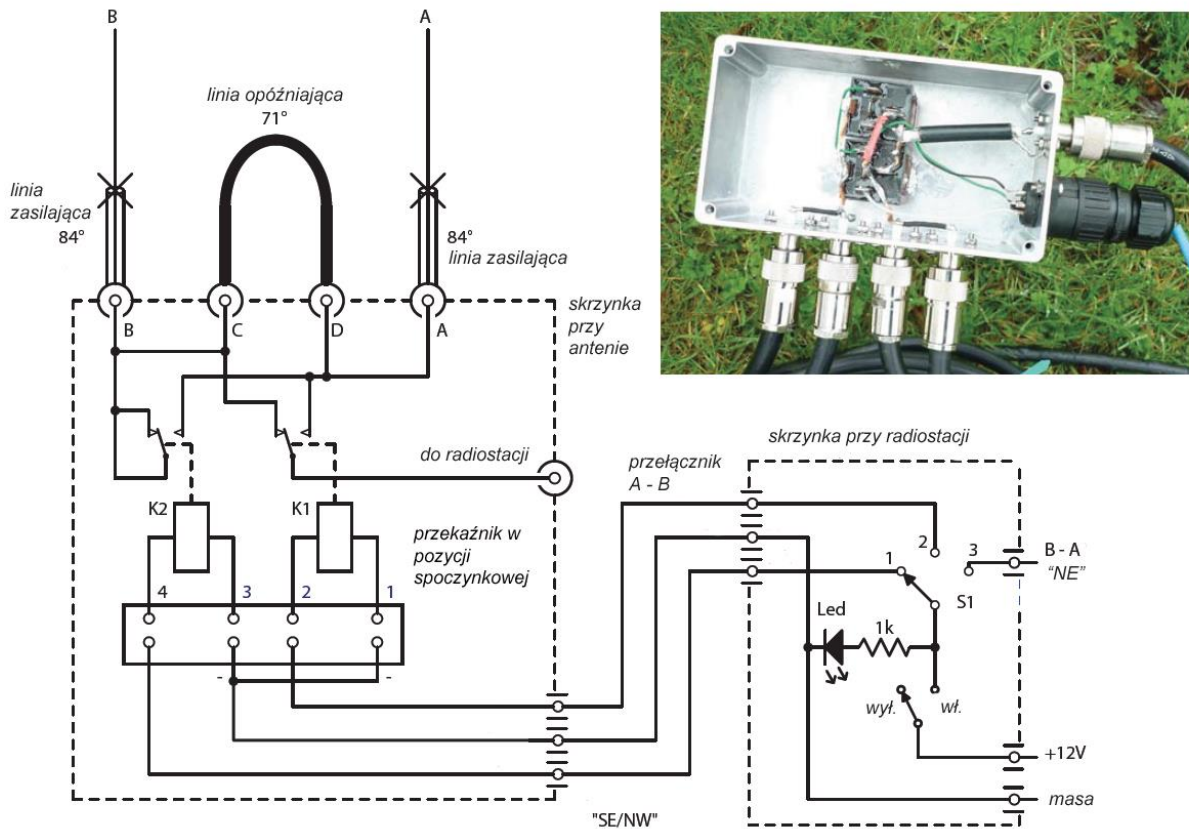 B
A
linia opóźniająca
71°
linia
zasilająca
84°
84°
linia zasilająca
B
C
D
A
skrzynka
przy
antenie
do radiostacji
K2
K1
przekaźnik w
pozycji
spoczynkowej
4
3
2
1
-
-
"SE/NW"
przełącznik
A - B
skrzynka przy radiostacji
2
1
3
B - A
"NE"
S1
Led
1k
wył.
wł.
+12V
masa